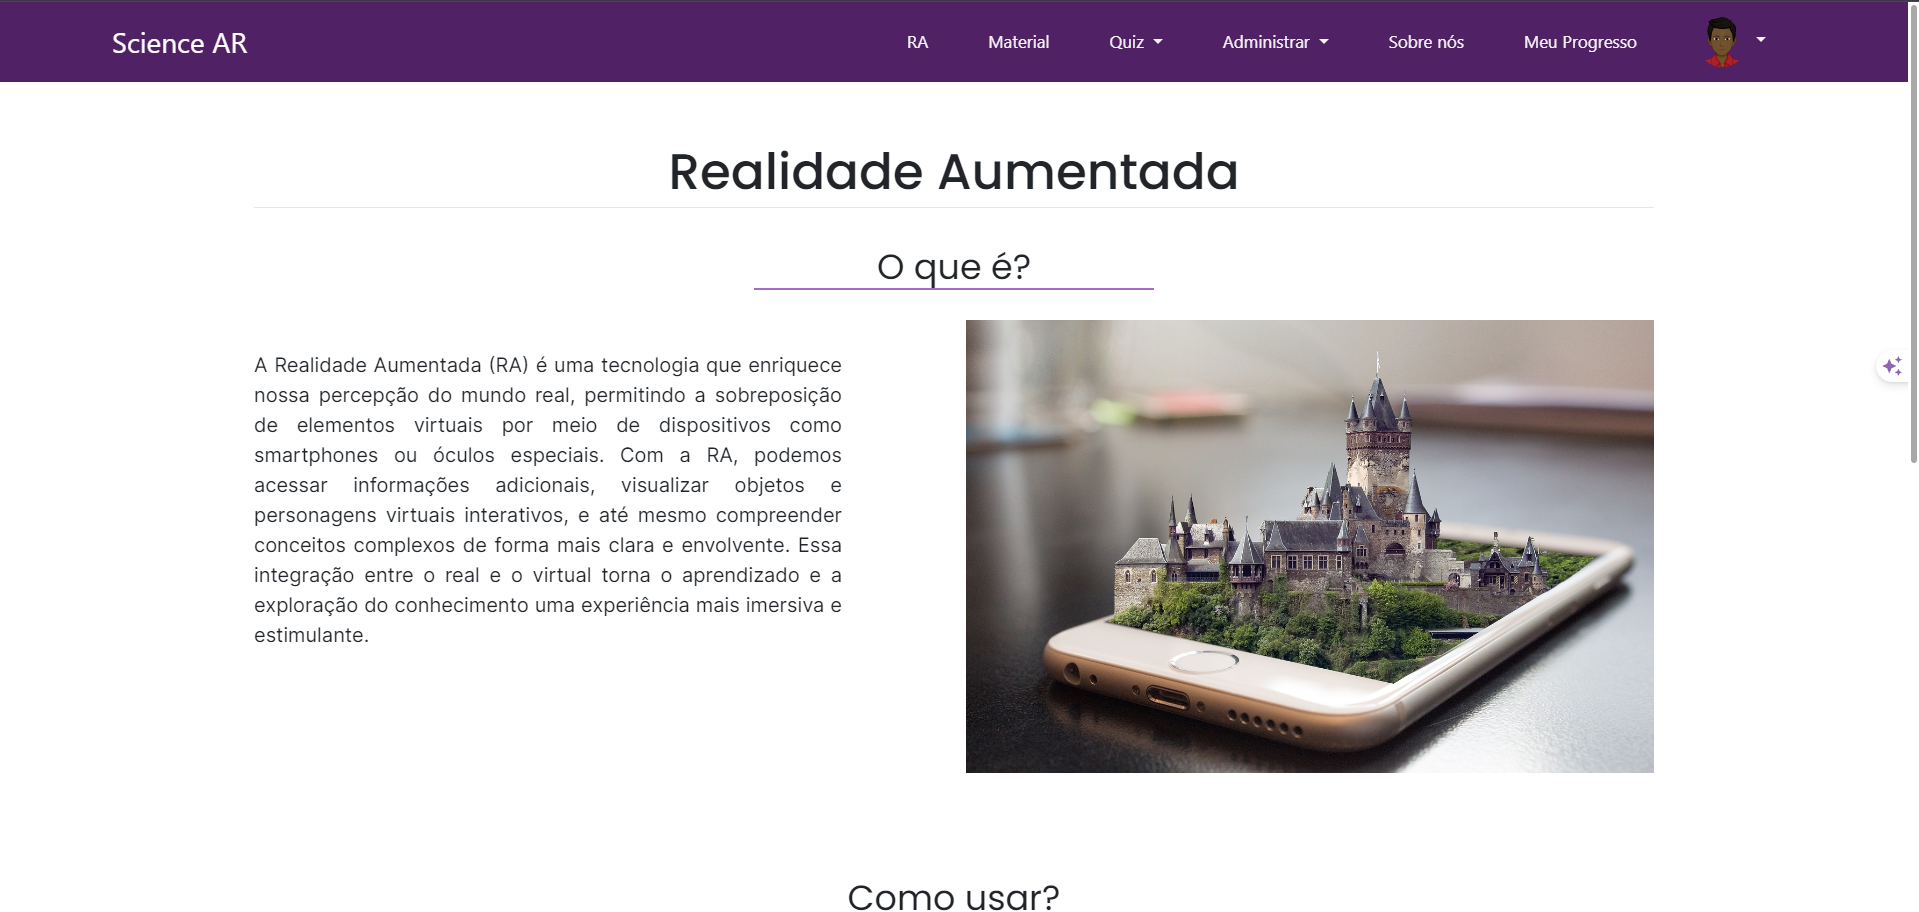 Science AR
RA
Material
Quiz
Administrar
Sobre nós
Meu Progresso
Realidade Aumentada
O que é?
A Realidade Aumentada (RA) é uma tecnologia que enriquece
nossa percepção do mundo real, permitindo a sobreposição
de elementos virtuais por meio de dispositivos como
smartphones ou óculos especiais. Com a RA, podemos
acessar informações adicionais, visualizar objetos e
personagens virtuais interativos, e até mesmo compreender
conceitos complexos de forma mais clara e envolvente. Essa
integração entre o real e o virtual torna o aprendizado e a
exploração do conhecimento uma experiência mais imersiva e
estimulante.
Como usar?